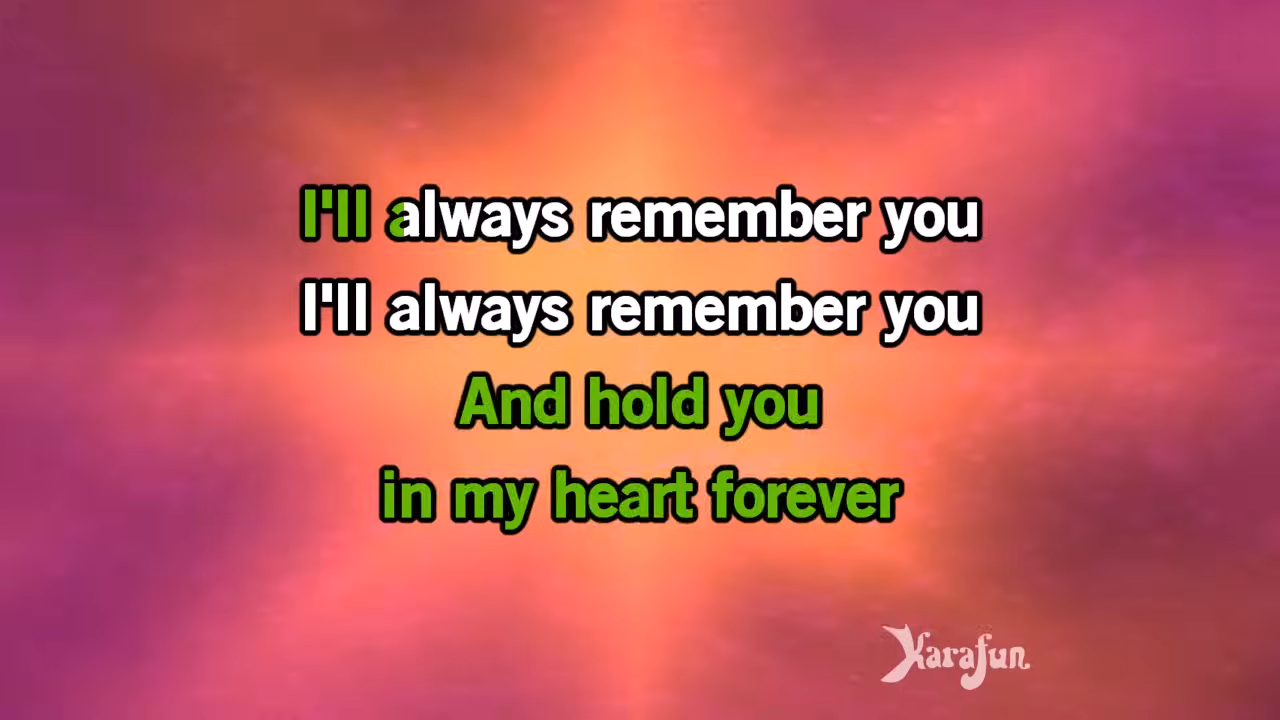 I'll always remember you
I'll always remember you
And hold you
in my heart forever
Karafun